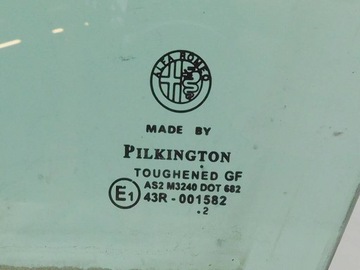 ALFA ROMEO
MADE BY
PILKINGTON
TOUGHENED GF
AS2 M3240 DOT 682
E1 43R - 001582
.2